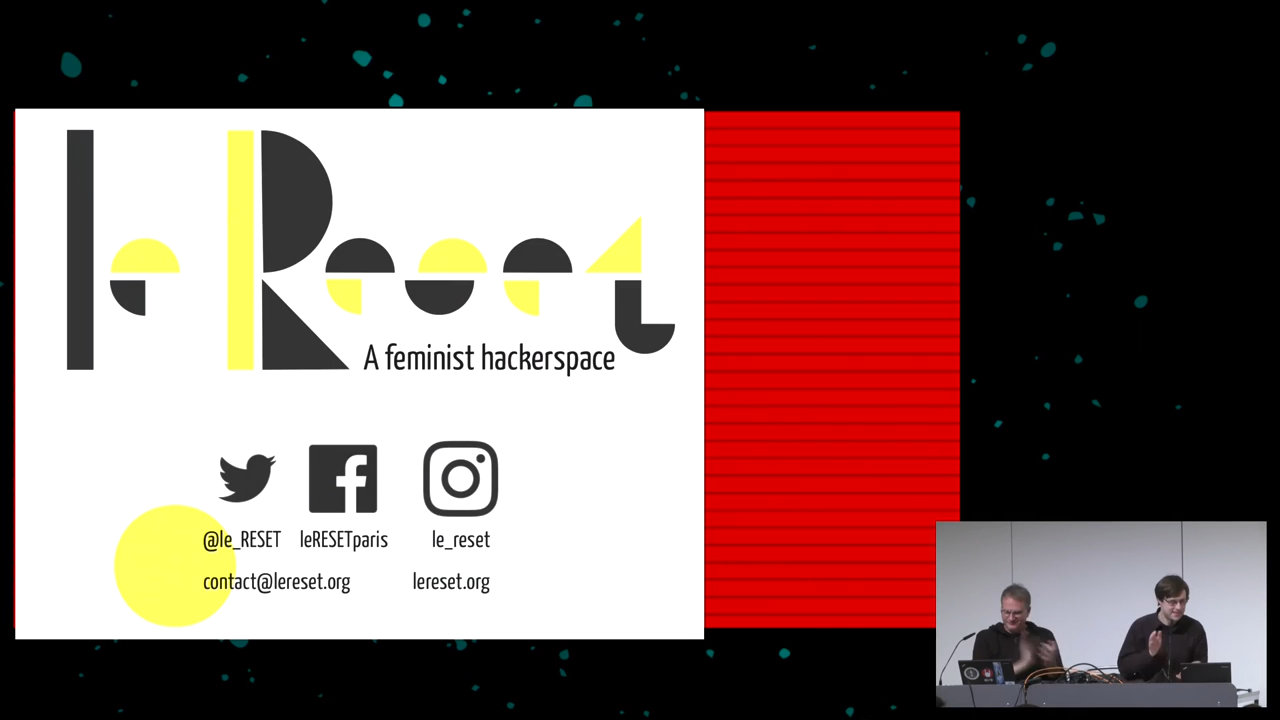 le Reset
A feminist hackerspace
@le_RESET leRESETparis le_reset
contact@lereset.org lereset.org